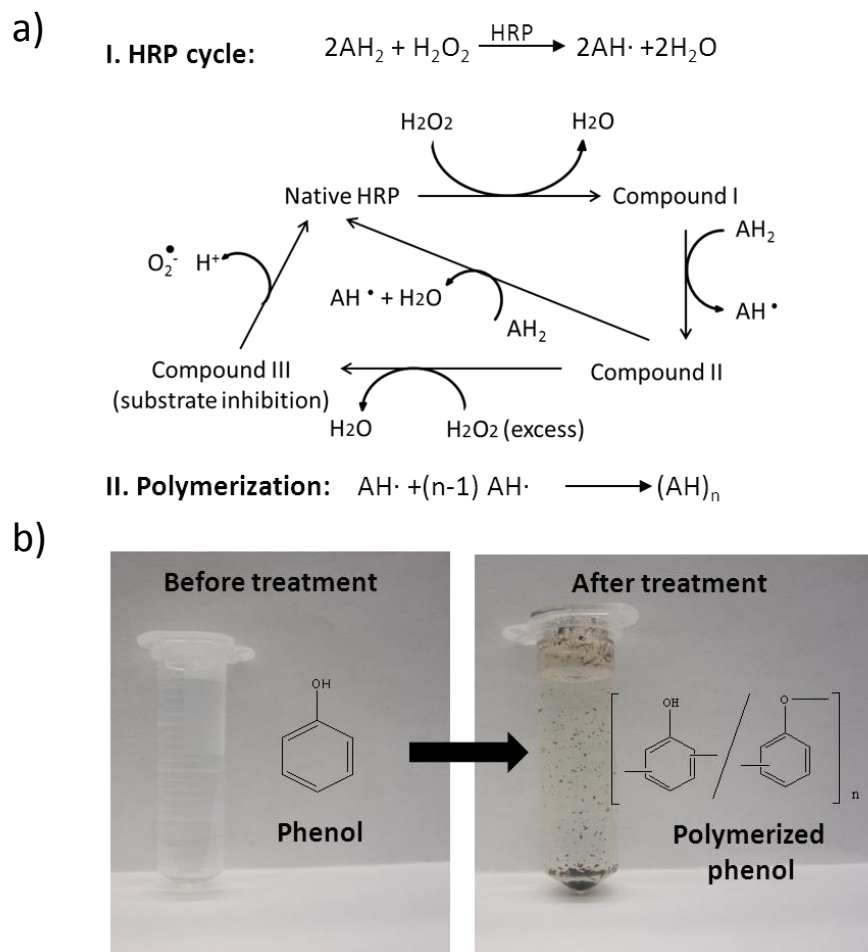 a)
I. HRP cycle: 2AH₂ + H₂O₂ HRP 2AH· +2H₂O
H2O2 H2O
Native HRP Compound I
AH₂
O₂•- H⁺
AH • + H2O
AH •
AH₂
Compound III
(substrate inhibition)
Compound II
H2O H2O2 (excess)
II. Polymerization: AH· +(n-1) AH· (AH)ₙ
b)
Before treatment After treatment
OH
OH O
n
Phenol
Polymerized
phenol